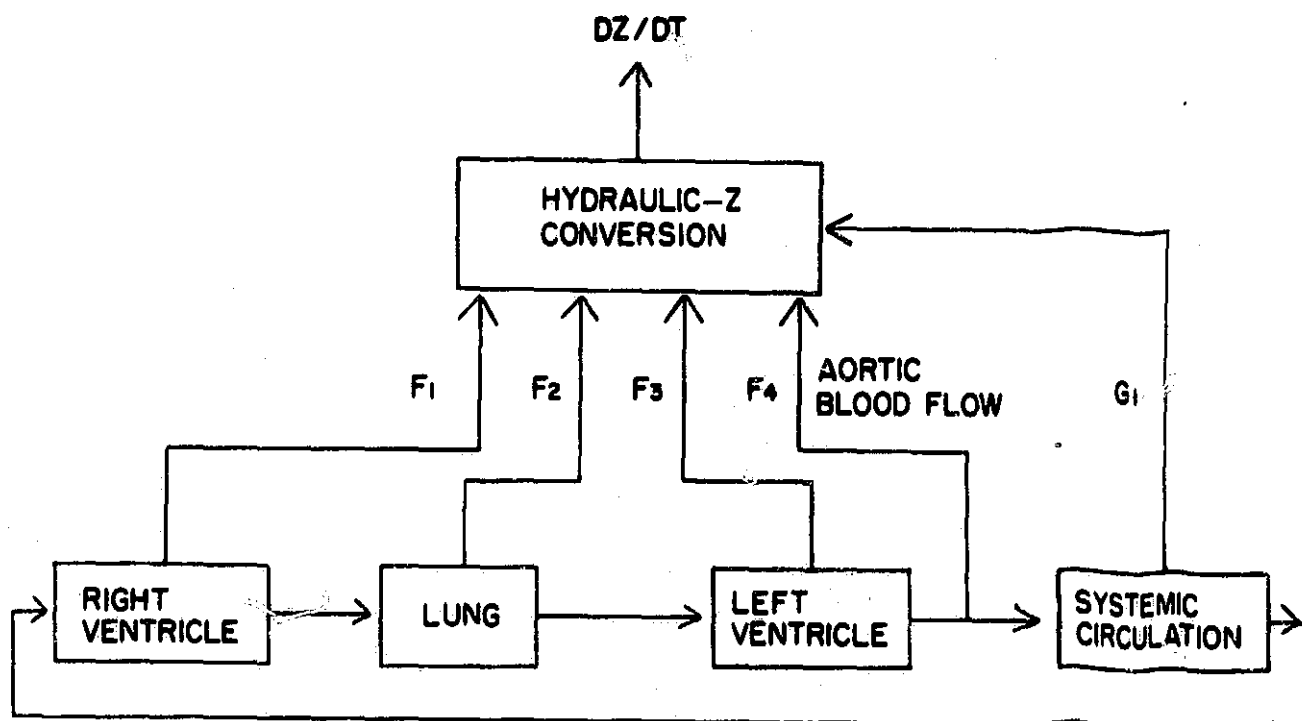 DZ/DT
HYDRAULIC-Z
CONVERSION
F1
F2
F3
F4
AORTIC
BLOOD FLOW
G1
RIGHT
VENTRICLE
LUNG
LEFT
VENTRICLE
SYSTEMIC
CIRCULATION